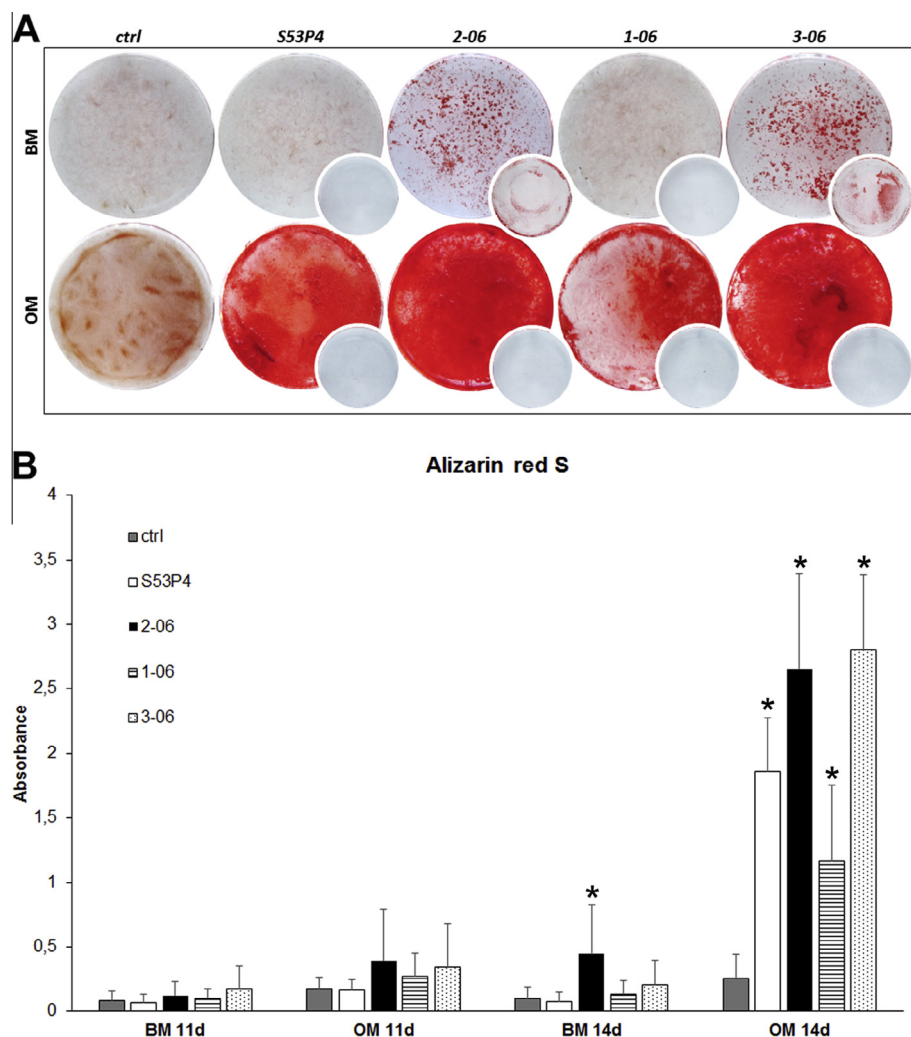 A
ctrl S53P4 2-06 1-06 3-06
BM
OM
B
Alizarin red S
4
3,5
3
2,5
2
1,5
1
0,5
0
Absorbance
ctrl
S53P4
2-06
1-06
3-06
*
* * * *
BM 11d OM 11d BM 14d OM 14d